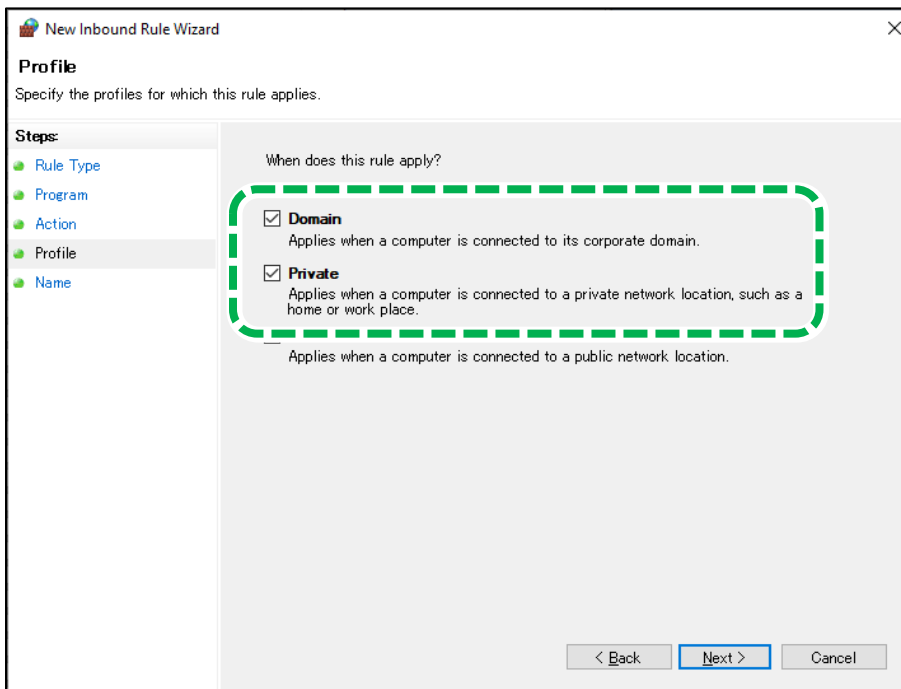 New Inbound Rule Wizard
Profile
Specify the profiles for which this rule applies.
Steps:
Rule Type
Program
Action
Profile
Name
When does this rule apply?
Domain
Applies when a computer is connected to its corporate domain.
Private
Applies when a computer is connected to a private network location, such as a
home or work place.
Applies when a computer is connected to a public network location.
< Back
Next >
Cancel